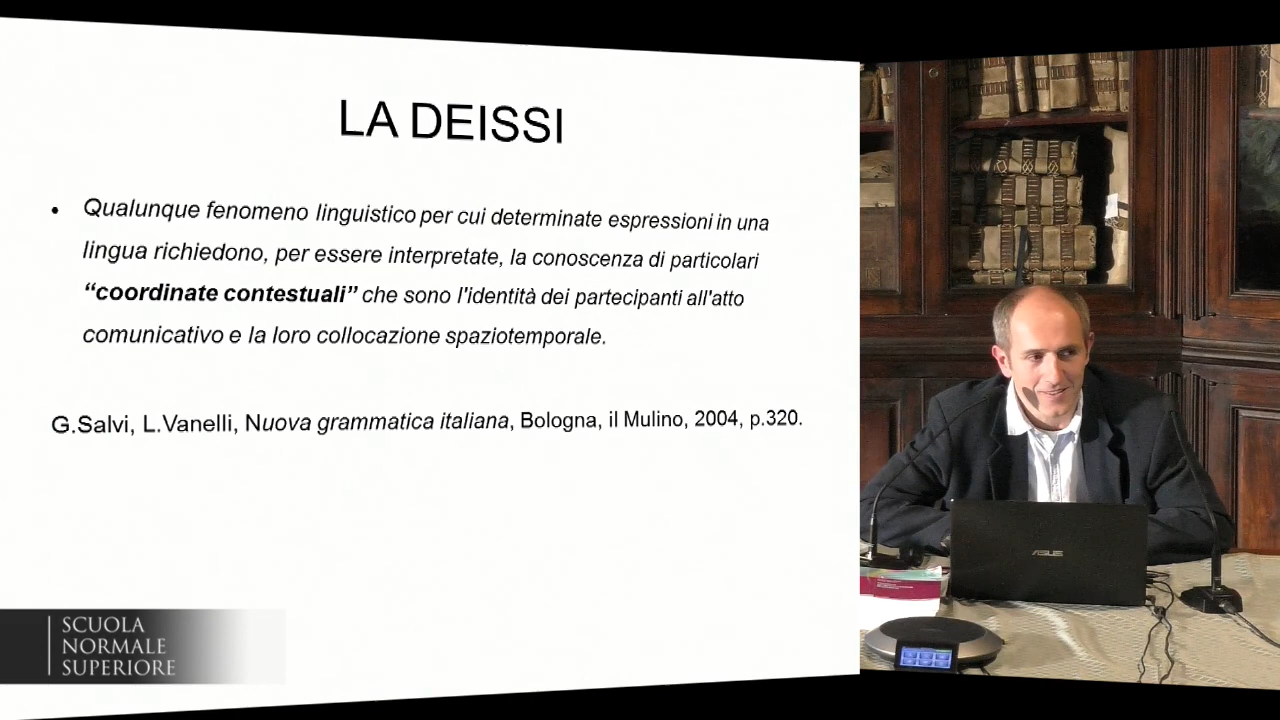 LA DEISSI
• Qualunque fenomeno linguistico per cui determinate espressioni in una
lingua richiedono, per essere interpretate, la conoscenza di particolari
“coordinate contestuali” che sono l'identità dei partecipanti all'atto
comunicativo e la loro collocazione spaziotemporale.
G.Salvi, L.Vanelli, Nuova grammatica italiana, Bologna, il Mulino, 2004, p.320.
SCUOLA
NORMALE
SUPERIORE
ASUS